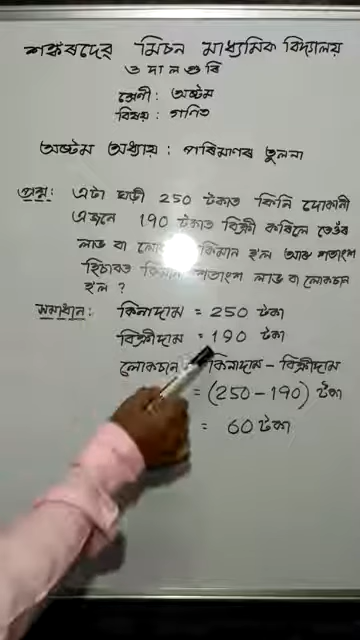 শঙ্কৰদেৱ মিচন মাধ্যমিক বিদ্যালয়
ওদালগুৰি
শ্ৰেণী : অষ্টম
বিষয় : গণিত
অষ্টম অধ্যায় : পৰিমাণৰ তুলনা
প্ৰশ্ন : এটা ঘড়ী 250 টকাত কিনি দোকানী
এজনে 190 টকাত বিক্ৰী কৰিলে তেওঁৰ
লাভ বা কিমান হ'ল আৰু শতাংশ
হিচাবত শতাংশ লাভ বা লোকচান
হ'ল ?
সমাধান : কিনাদাম = 250 টকা
বিক্ৰীদাম = 190 টকা
লোকচান কিনাদাম - বিক্ৰীদাম
= (250 - 190) টকা
= 60 টকা